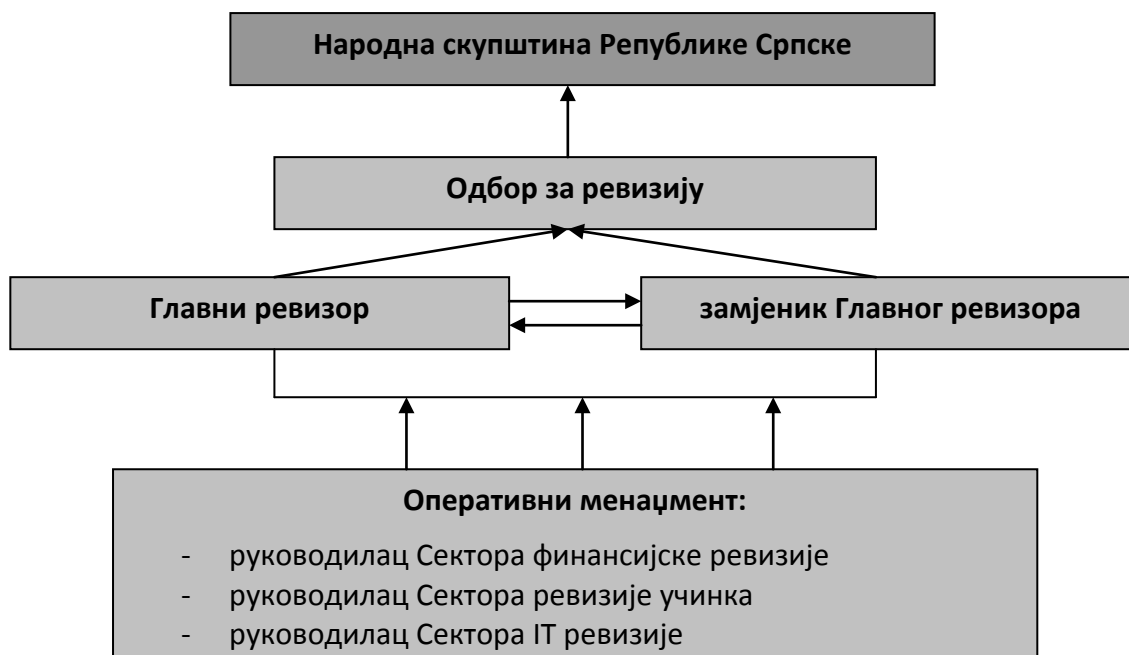 Народна скупштина Републике Српске
Одбор за ревизију
Главни ревизор
замјеник Главног ревизора
Оперативни менаџмент:
- руководилац Сектора финансијске ревизије
- руководилац Сектора ревизије учинка
- руководилац Сектора IT ревизије